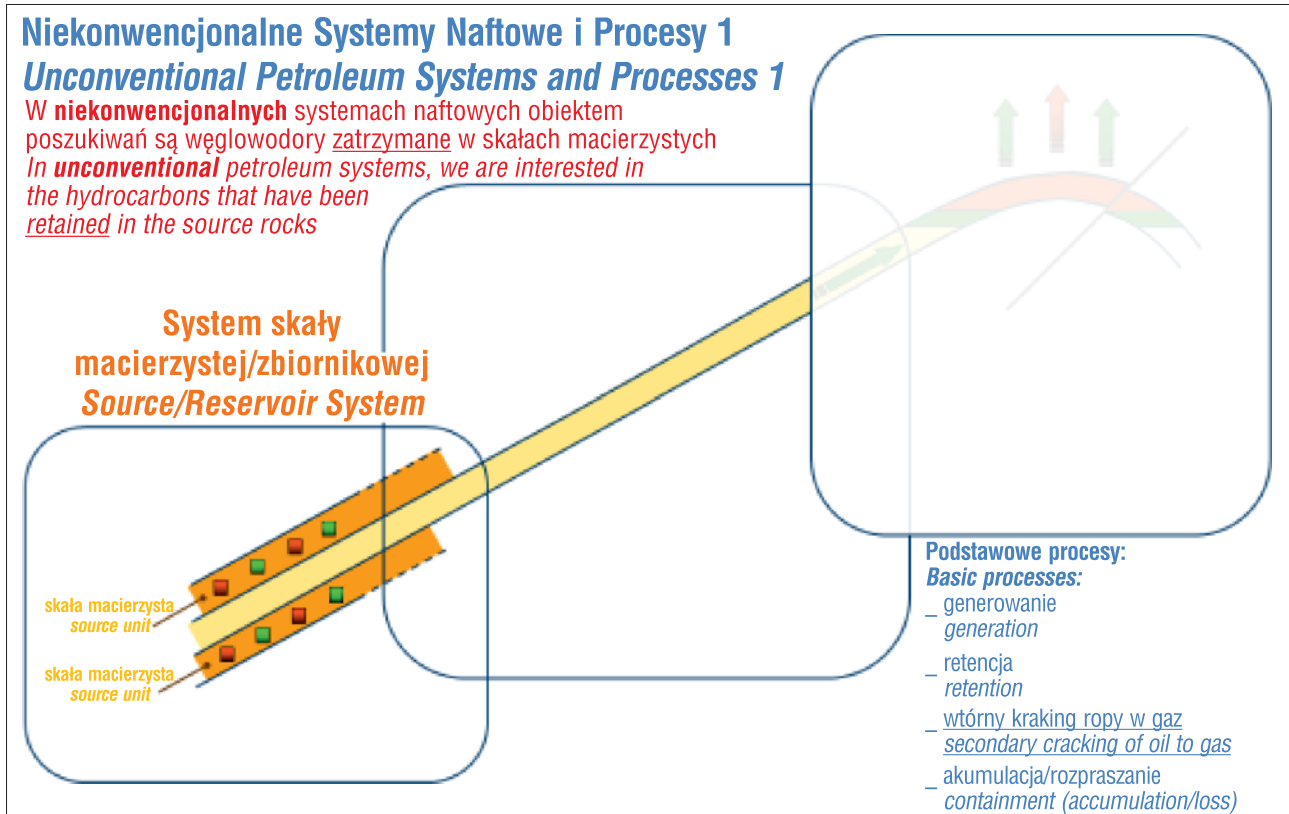 Niekonwencjonalne Systemy Naftowe i Procesy 1
Unconventional Petroleum Systems and Processes 1
W niekonwencjonalnych systemach naftowych obiektem
poszukiwań są węglowodory zatrzymane w skałach macierzystych
In unconventional petroleum systems, we are interested in
the hydrocarbons that have been
retained in the source rocks
System skały
macierzystej/zbiornikowej
Source/Reservoir System
skała macierzysta
source unit
skała macierzysta
source unit
Podstawowe procesy:
Basic processes:
_ generowanie
generation
_ retencja
retention
_ wtórny kraking ropy w gaz
secondary cracking of oil to gas
_ akumulacja/rozpraszanie
containment (accumulation/loss)